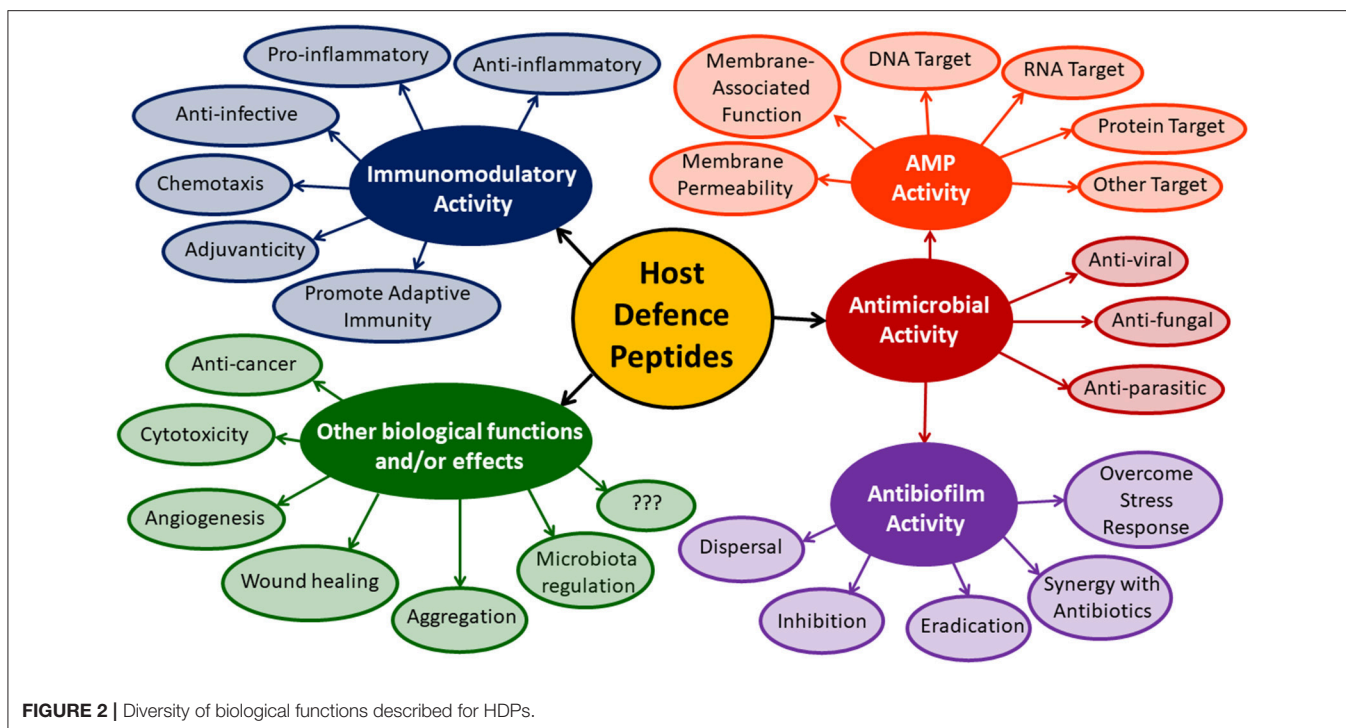 Pro-inflammatory
Anti-inflammatory
Anti-infective
Chemotaxis
Adjuvanticity
Promote Adaptive
Immunity
Immunomodulatory
Activity
Membrane-
Associated
Function
DNA Target
RNA Target
Protein Target
Other Target
Membrane
Permeability
AMP
Activity
Host
Defence
Peptides
Antimicrobial
Activity
Anti-viral
Anti-fungal
Anti-parasitic
Anti-cancer
Cytotoxicity
Angiogenesis
Wound healing
Aggregation
Microbiota
regulation
???
Other biological functions
and/or effects
Antibiofilm
Activity
Dispersal
Inhibition
Eradication
Synergy with
Antibiotics
Overcome
Stress
Response
FIGURE 2 | Diversity of biological functions described for HDPs.